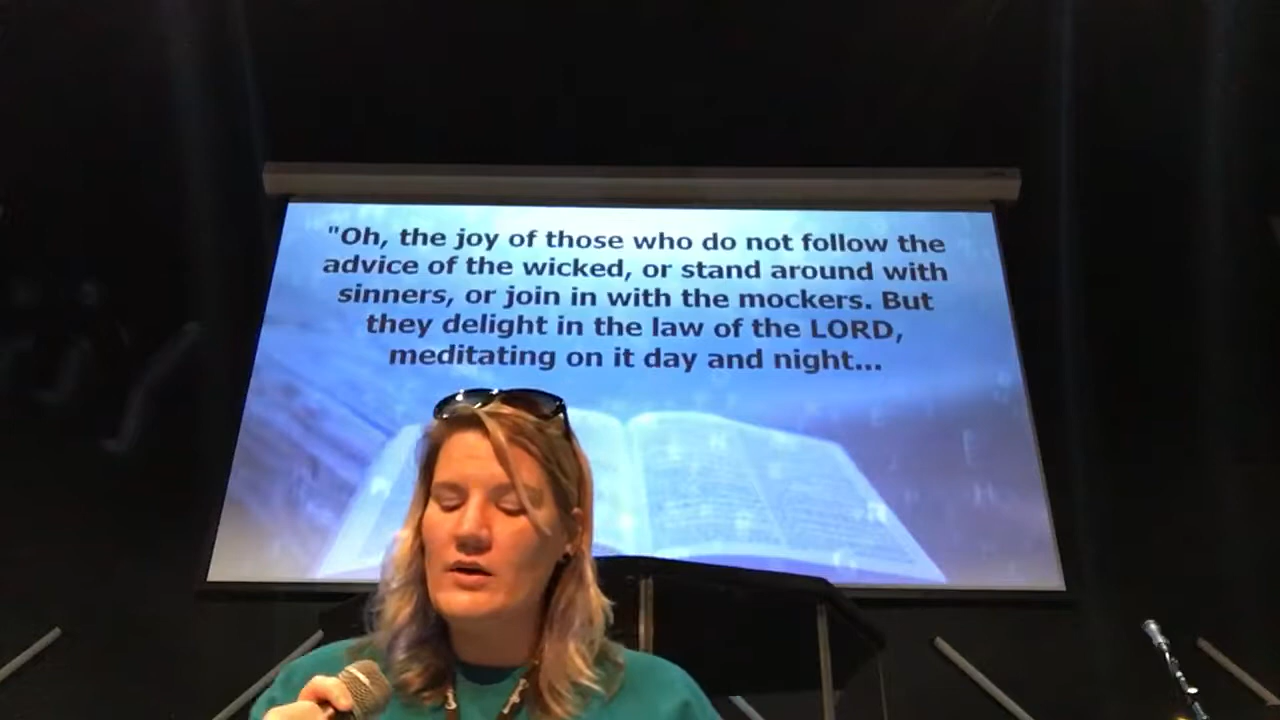 "Oh, the joy of those who do not follow the
advice of the wicked, or stand around with
sinners, or join in with the mockers. But
they delight in the law of the LORD,
meditating on it day and night...